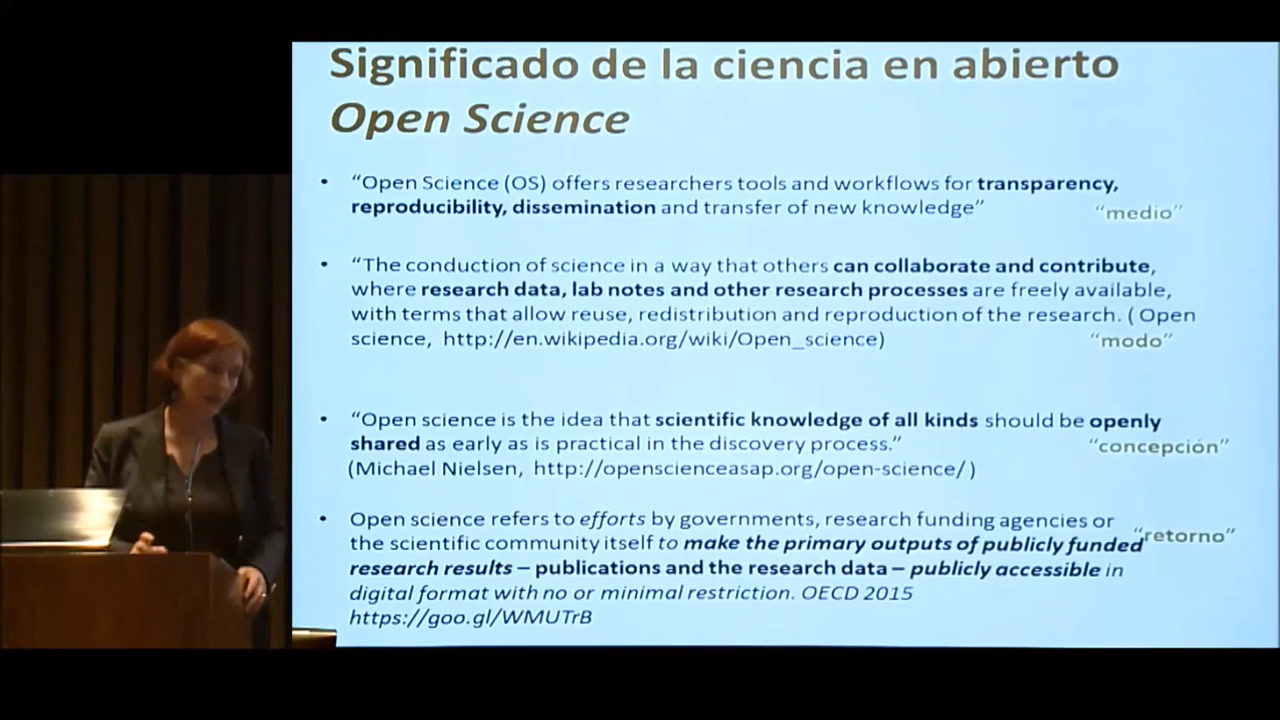 Significado de la ciencia en abierto
Open Science
• “Open Science (OS) offers researchers tools and workflows for transparency,
reproducibility, dissemination and transfer of new knowledge”
“medio”
• “The conduction of science in a way that others can collaborate and contribute,
where research data, lab notes and other research processes are freely available,
with terms that allow reuse, redistribution and reproduction of the research. ( Open
science, http://en.wikipedia.org/wiki/Open_science)
“modo”
• “Open science is the idea that scientific knowledge of all kinds should be openly
shared as early as is practical in the discovery process.”
“concepción”
(Michael Nielsen, http://openscienceasap.org/open-science/ )
• Open science refers to efforts by governments, research funding agencies or
“retorno”
the scientific community itself to make the primary outputs of publicly funded
research results – publications and the research data – publicly accessible in
digital format with no or minimal restriction. OECD 2015
https://goo.gl/WMUTrB